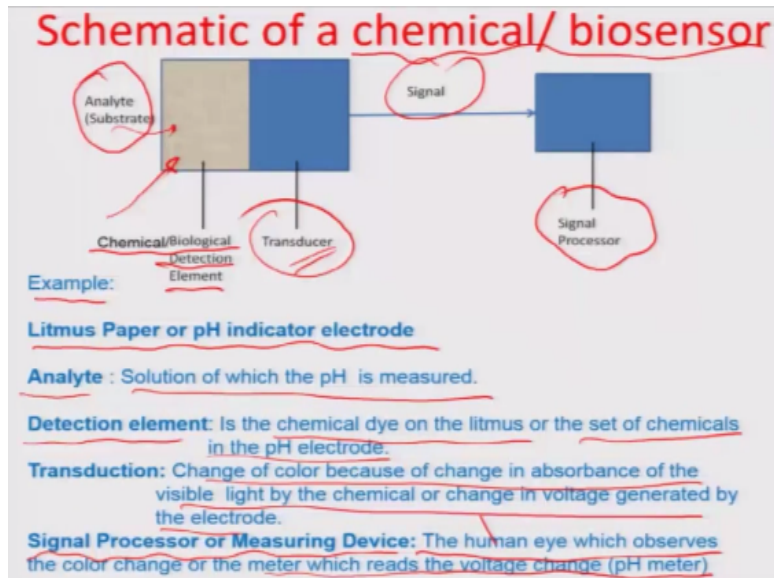 Schematic of a chemical/ biosensor
Analyte
(Substrate)
Signal
Chemical/Biological
Detection
Element
Transducer
Signal
Processor
Example:
Litmus Paper or pH indicator electrode
Analyte : Solution of which the pH is measured.
Detection element: Is the chemical dye on the litmus or the set of chemicals
in the pH electrode.
Transduction: Change of color because of change in absorbance of the
visible light by the chemical or change in voltage generated by
the electrode.
Signal Processor or Measuring Device: The human eye which observes
the color change or the meter which reads the voltage change (pH meter)